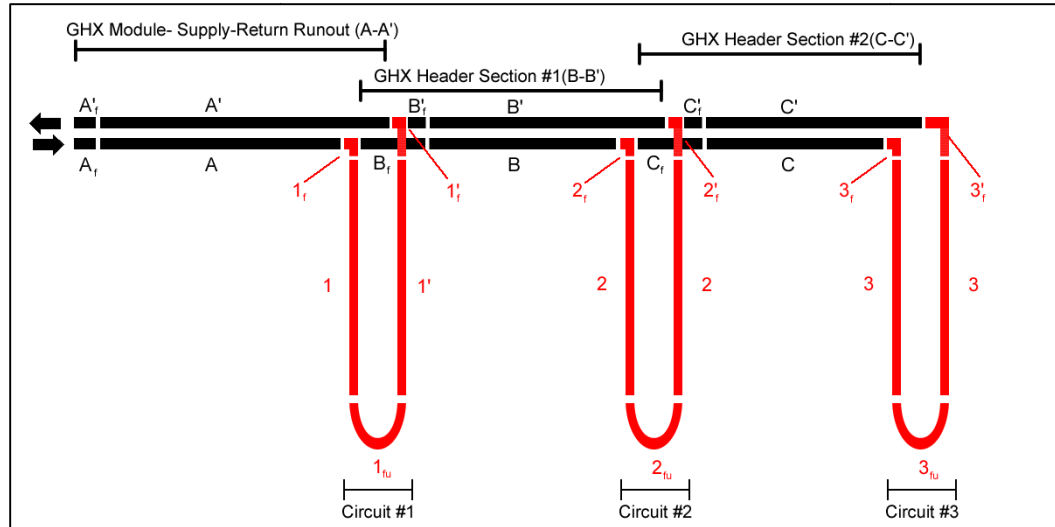 GHX Module- Supply-Return Runout (A-A')
GHX Header Section #2(C-C')
GHX Header Section #1(B-B')
A'f A' B'f B' C'f C'
Af A Bf B Cf C
1f 1'f 2f 2'f 3f 3'f
1 1' 2 2 3 3
1fu 2fu 3fu
Circuit #1 Circuit #2 Circuit #3